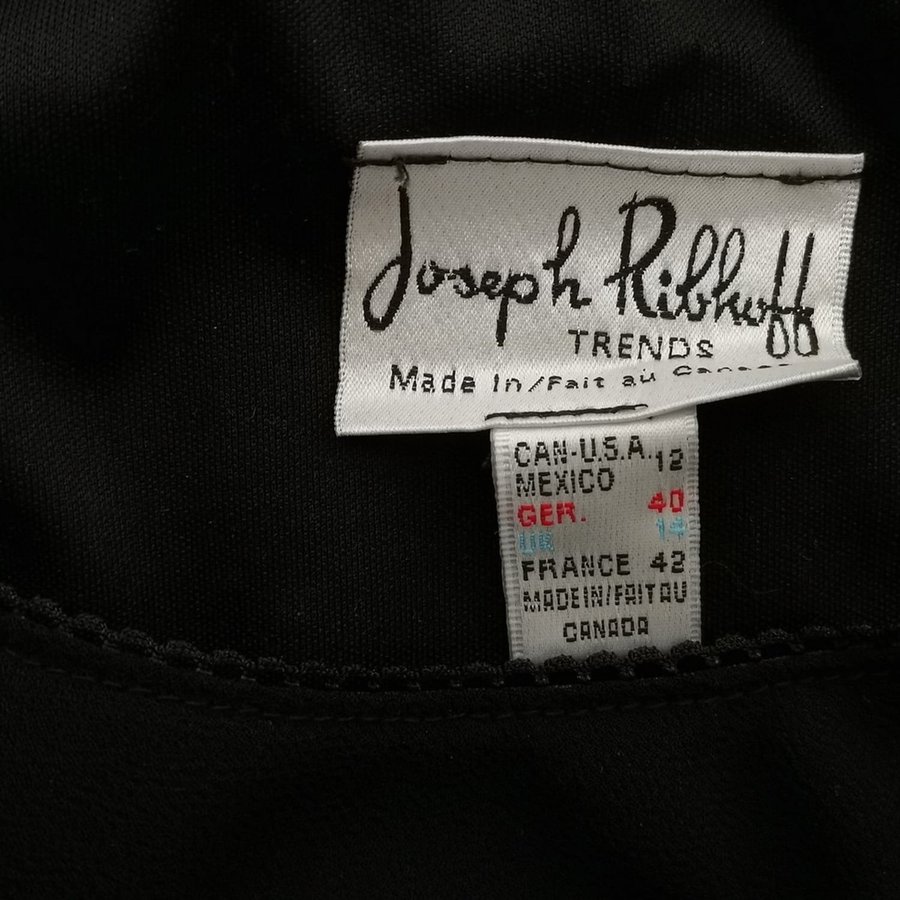 Joseph Ribkoff
TRENDS
Made In/Fait au Canada
CAN-U.S.A. 12
MEXICO
GER. 40
UK 14
FRANCE 42
MADEIN/FAITAU
CANADA